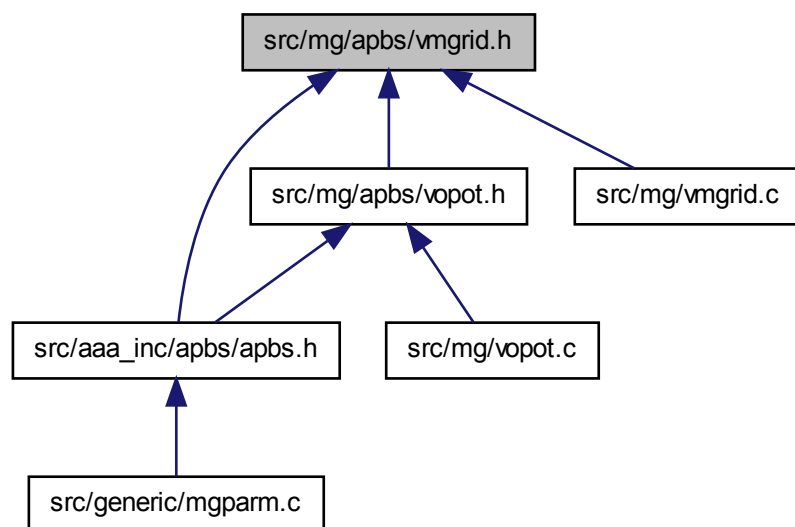 src/mg/apbs/vmgrid.h
src/mg/apbs/vopot.h
src/mg/vmgrid.c
src/aaa_inc/apbs/apbs.h
src/mg/vopot.c
src/generic/mgparm.c